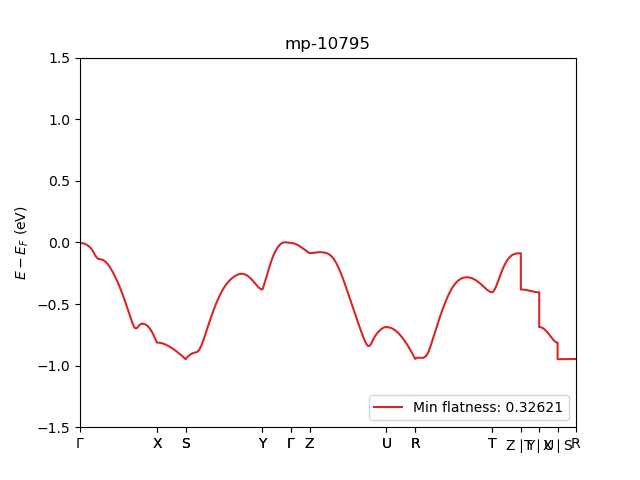 mp-10795
E − E_F (eV)
1.5
1.0
0.5
0.0
−0.5
−1.0
−1.5
Min flatness: 0.32621
Γ X S Y Γ Z U R T Z|T Y|X U|S R